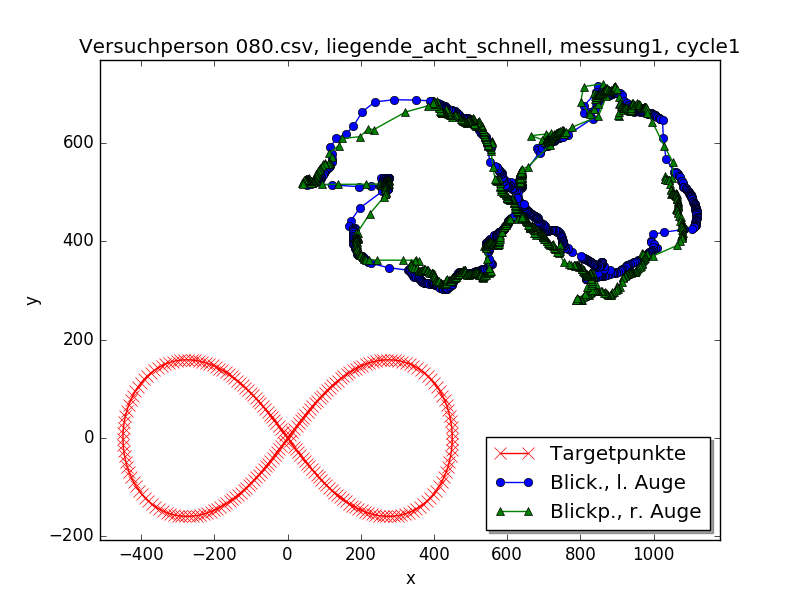 Versuchperson 080.csv, liegende_acht_schnell, messung1, cycle1
y
600
400
200
0
−200
−400
−200
0
200
400
600
800
1000
x
Targetpunkte
Blick., l. Auge
Blickp., r. Auge